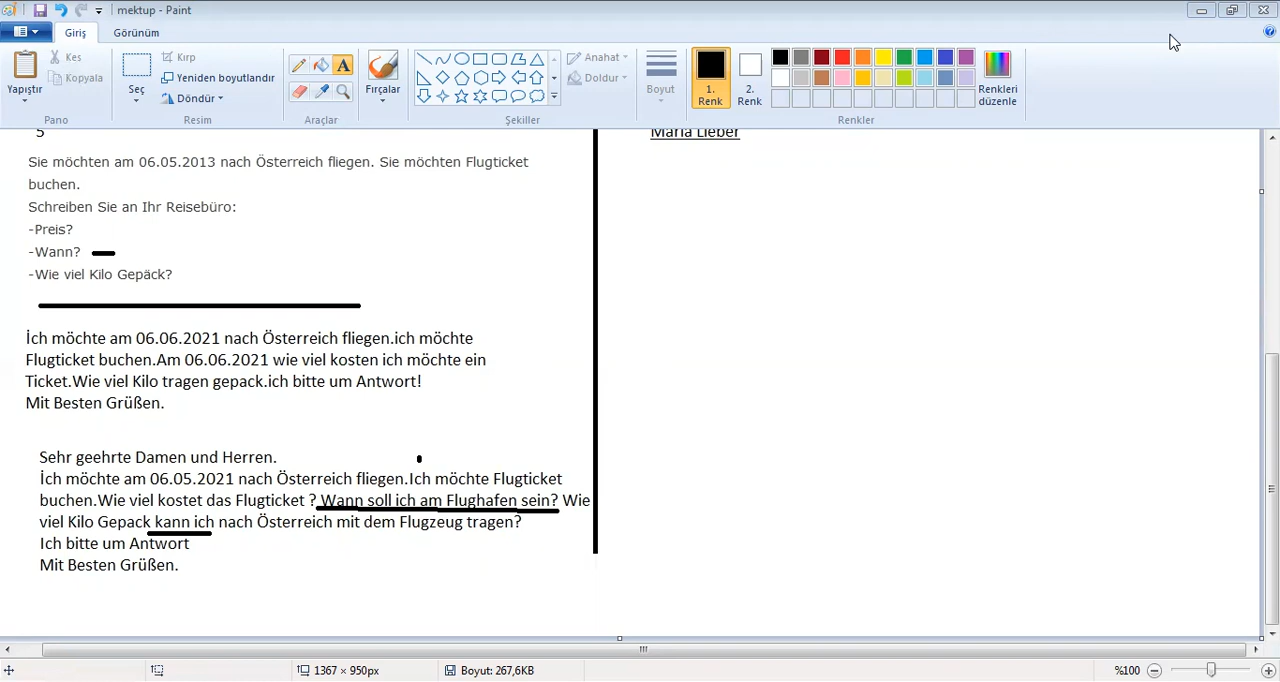 mektup - Paint
Giriş
Görünüm
Yapıştır
Kes
Kopyala
Pano
Seç
Kırp
Yeniden boyutlandır
Döndür
Resim
A
Araçlar
Fırçalar
Anahat
Doldur
Şekiller
Boyut
1.
Renk
2.
Renk
Renkleri
düzenle
Renkler
5
Sie möchten am 06.05.2013 nach Österreich fliegen. Sie möchten Flugticket
buchen.
Schreiben Sie an Ihr Reisebüro:
-Preis?
-Wann?
-Wie viel Kilo Gepäck?
İch möchte am 06.06.2021 nach Österreich fliegen.ich möchte
Flugticket buchen.Am 06.06.2021 wie viel kosten ich möchte ein
Ticket.Wie viel Kilo tragen gepack.ich bitte um Antwort!
Mit Besten Grüßen.
Sehr geehrte Damen und Herren.
İch möchte am 06.05.2021 nach Österreich fliegen.Ich möchte Flugticket
buchen.Wie viel kostet das Flugticket ? Wann soll ich am Flughafen sein? Wie
viel Kilo Gepack kann ich nach Österreich mit dem Flugzeug tragen?
Ich bitte um Antwort
Mit Besten Grüßen.
Maria Lieber
1367 × 950px
Boyut: 267,6KB
%100